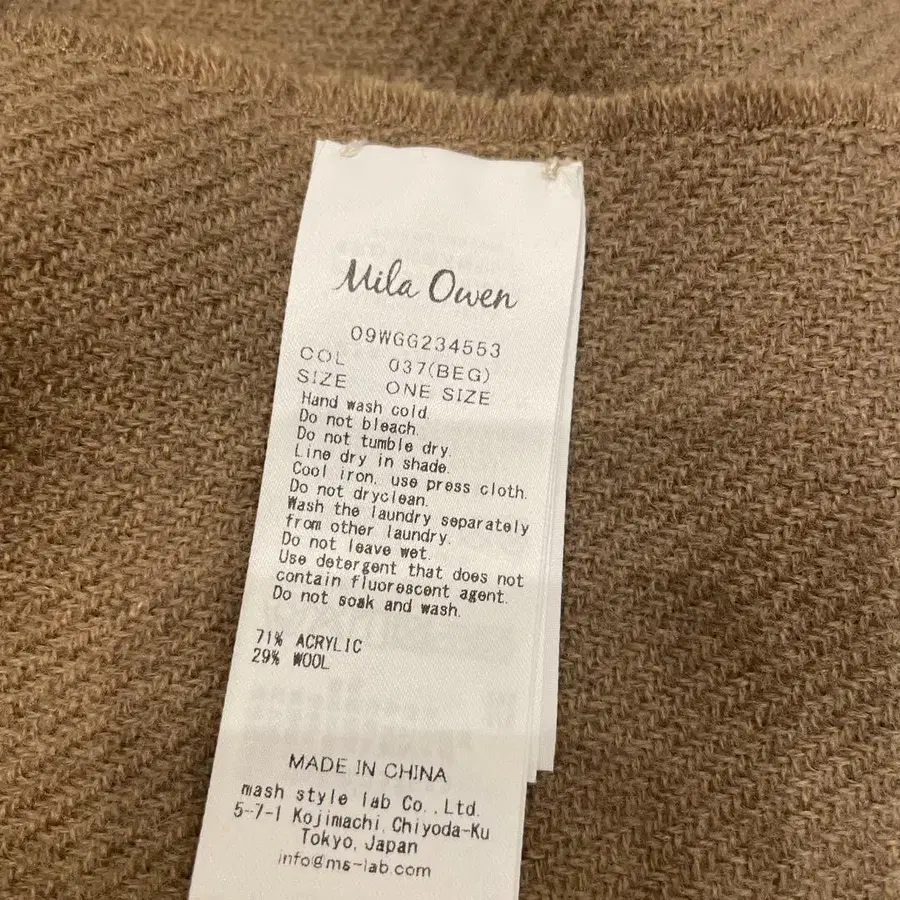 Mila Owen
09WGG234553
COL 037(BEG)
SIZE ONE SIZE
Hand wash cold.
Do not bleach.
Do not tumble dry.
Line dry in shade.
Cool iron, use press cloth.
Do not dryclean.
Wash the laundry separately
from other laundry.
Do not leave wet.
Use detergent that does not
contain fluorescent agent.
Do not soak and wash.
71% ACRYLIC
29% WOOL
MADE IN CHINA
mash style lab Co.,Ltd.
5-7-1 Kojimachi, Chiyoda-Ku
Tokyo, Japan
info@ms-lab.com